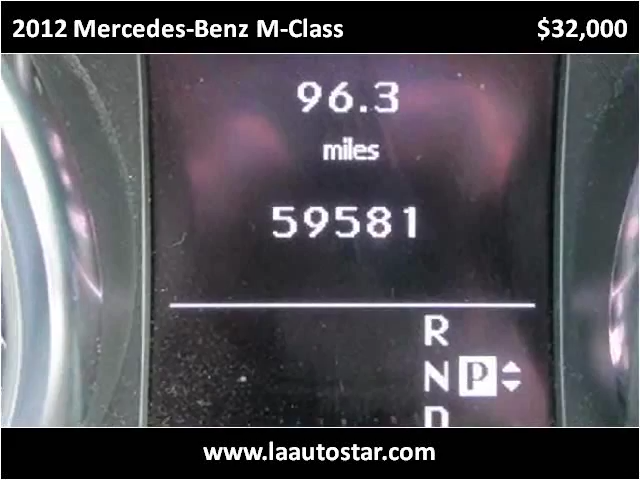 2012 Mercedes-Benz M-Class $32,000
96.3
miles
59581
R
N P
D
www.laautostar.com